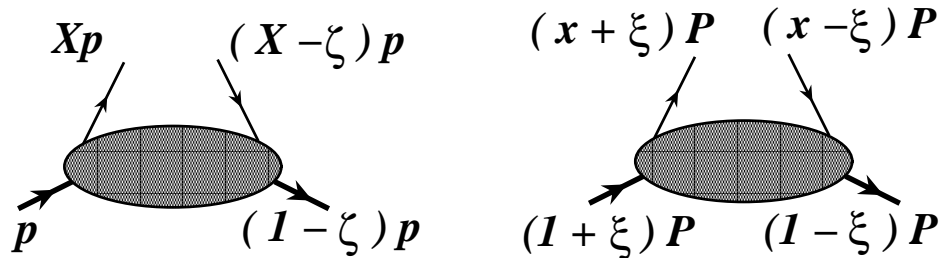 Xp (X − ζ) p (x + ξ) P (x − ξ) P
p (1 − ζ) p (1 + ξ) P (1 − ξ) P